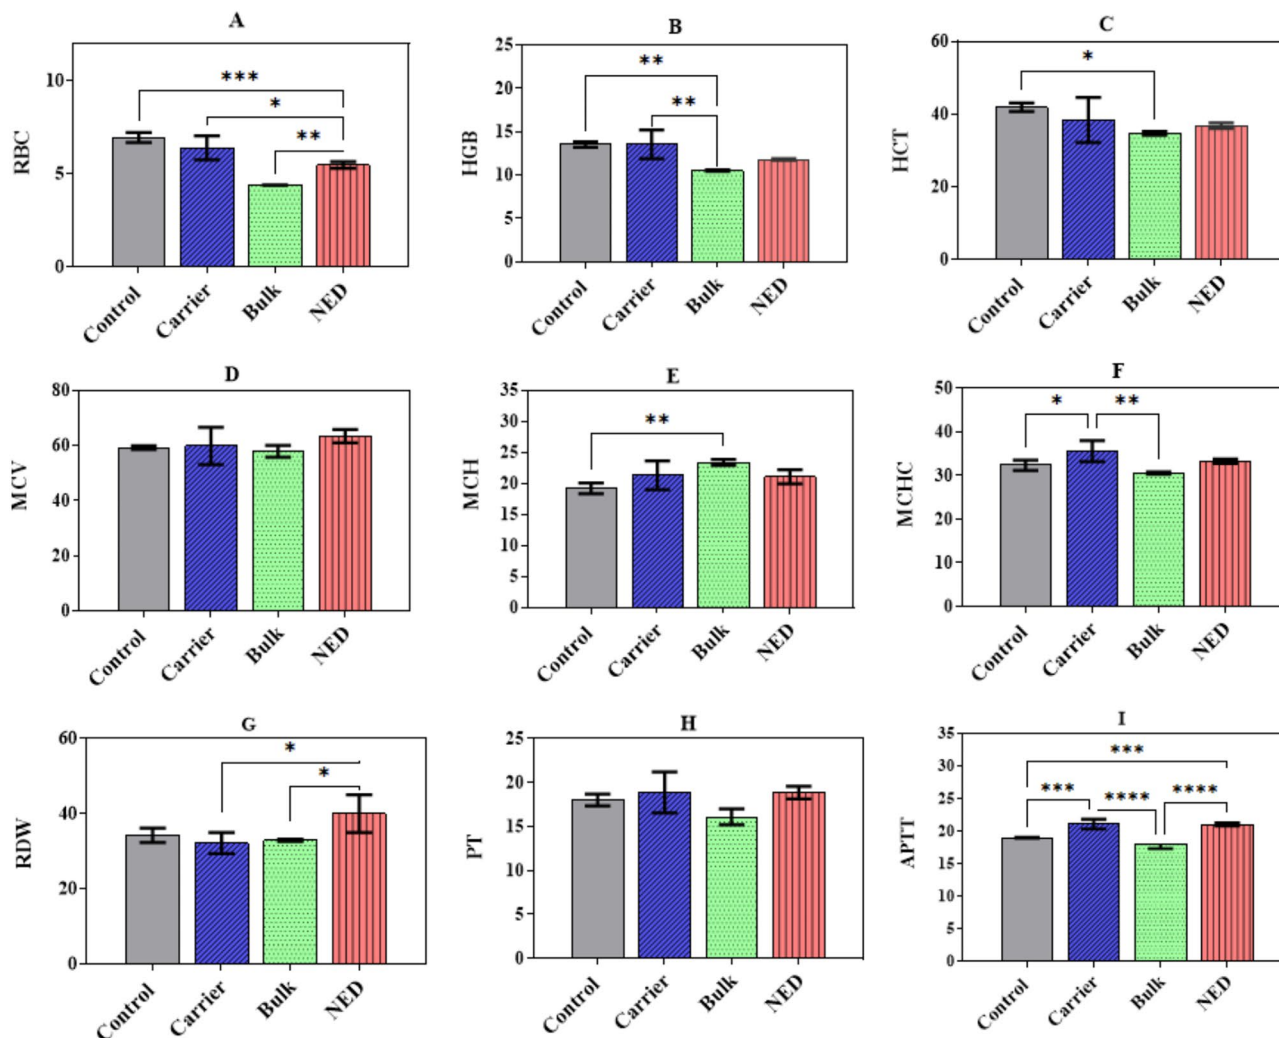 A
RBC
10
5
0
***
*
**
Control
Carrier
Bulk
NED
B
HGB
25
20
15
10
5
0
**
**
Control
Carrier
Bulk
NED
C
HCT
60
40
20
0
*
Control
Carrier
Bulk
NED
D
MCV
80
60
40
20
0
Control
Carrier
Bulk
NED
E
MCH
35
30
25
20
15
10
5
0
**
Control
Carrier
Bulk
NED
F
MCHC
50
40
30
20
10
0
*
**
Control
Carrier
Bulk
NED
G
RDW
60
40
20
0
*
*
Control
Carrier
Bulk
NED
H
PT
25
20
15
10
5
0
Control
Carrier
Bulk
NED
I
APTT
35
30
25
20
15
10
5
0
***
***
****
****
Control
Carrier
Bulk
NED